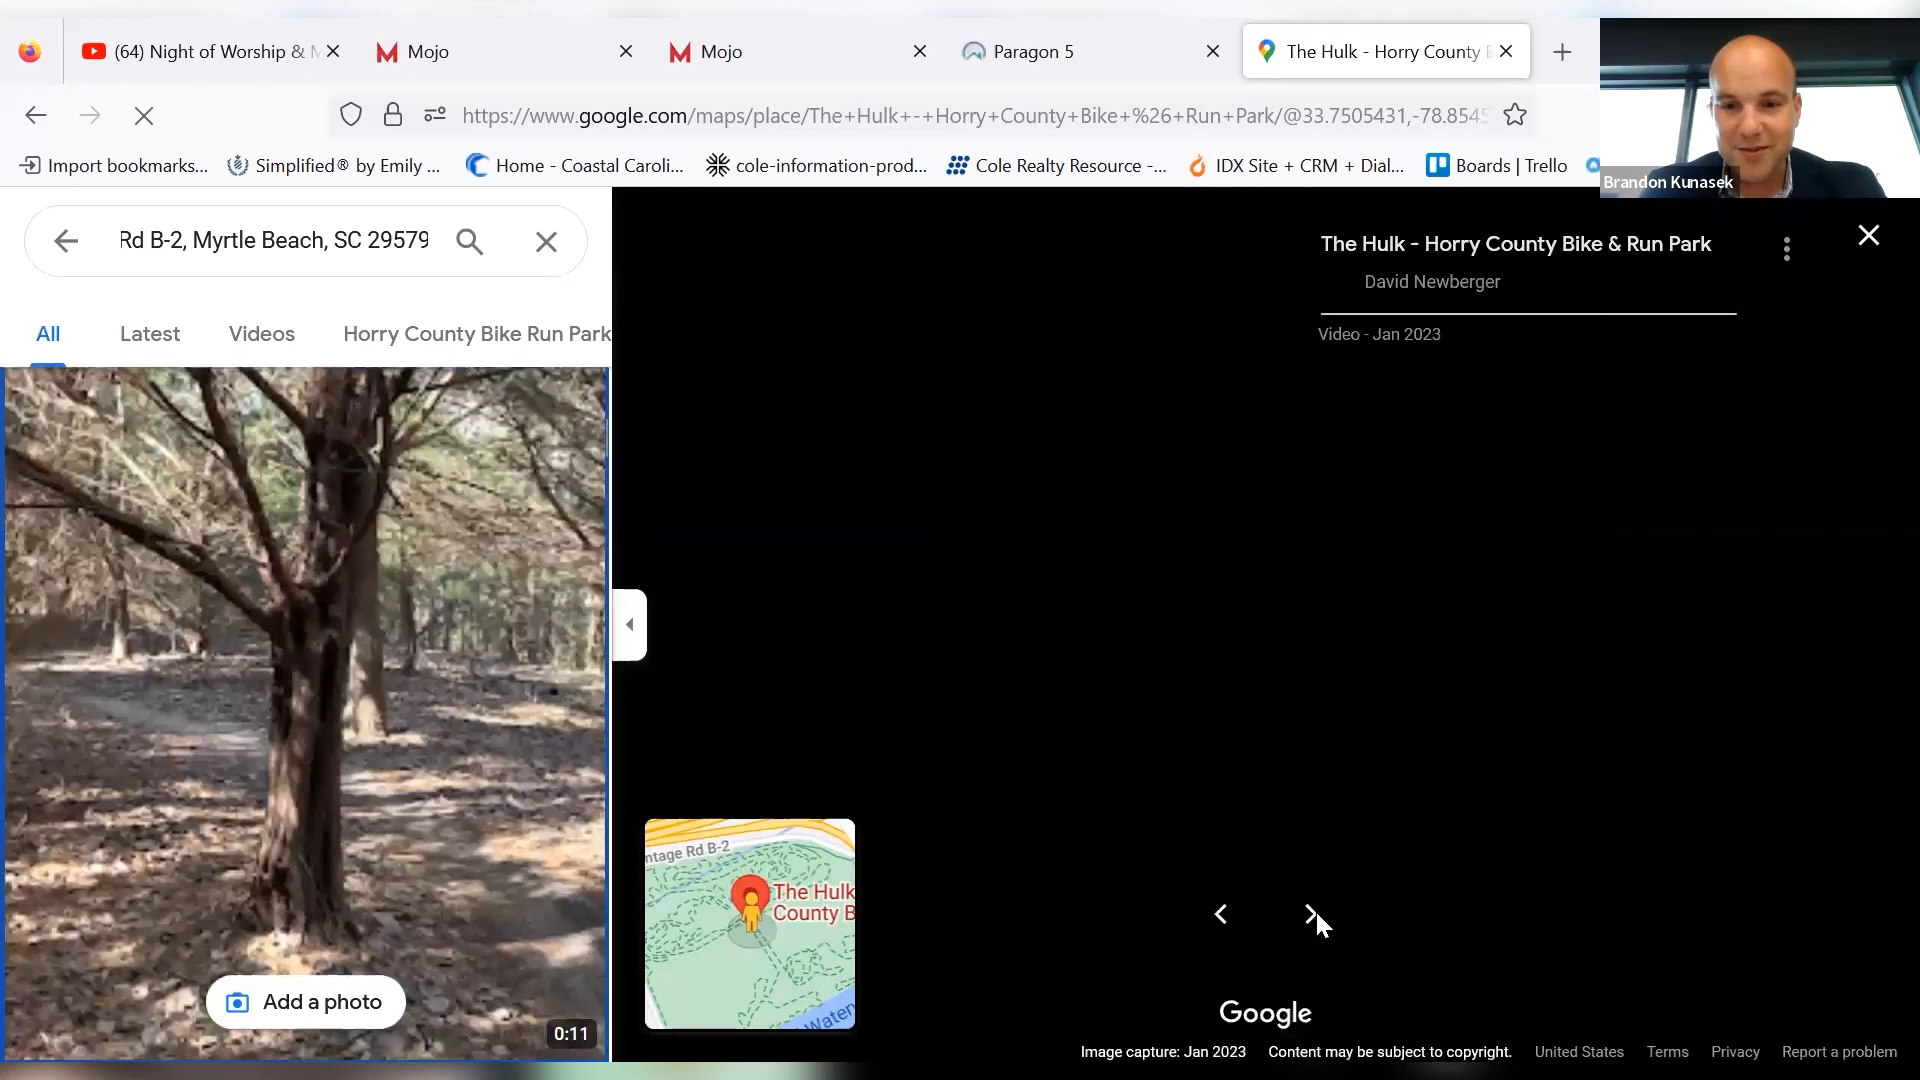 (64) Night of Worship & M
Mojo
Mojo
Paragon 5
The Hulk - Horry County B
https://www.google.com/maps/place/The+Hulk+-+Horry+County+Bike+%26+Run+Park/@33.7505431,-78.8545
Import bookmarks...
Simplified® by Emily ...
Home - Coastal Caroli...
cole-information-prod...
Cole Realty Resource -...
IDX Site + CRM + Dial...
Boards | Trello
Brandon Kunasek
Rd B-2, Myrtle Beach, SC 29579
All
Latest
Videos
Horry County Bike Run Park
The Hulk - Horry County Bike & Run Park
David Newberger
Video - Jan 2023
ntage Rd B-2
The Hulk
County B
Water
Add a photo
0:11
Google
Image capture: Jan 2023
Content may be subject to copyright.
United States
Terms
Privacy
Report a problem